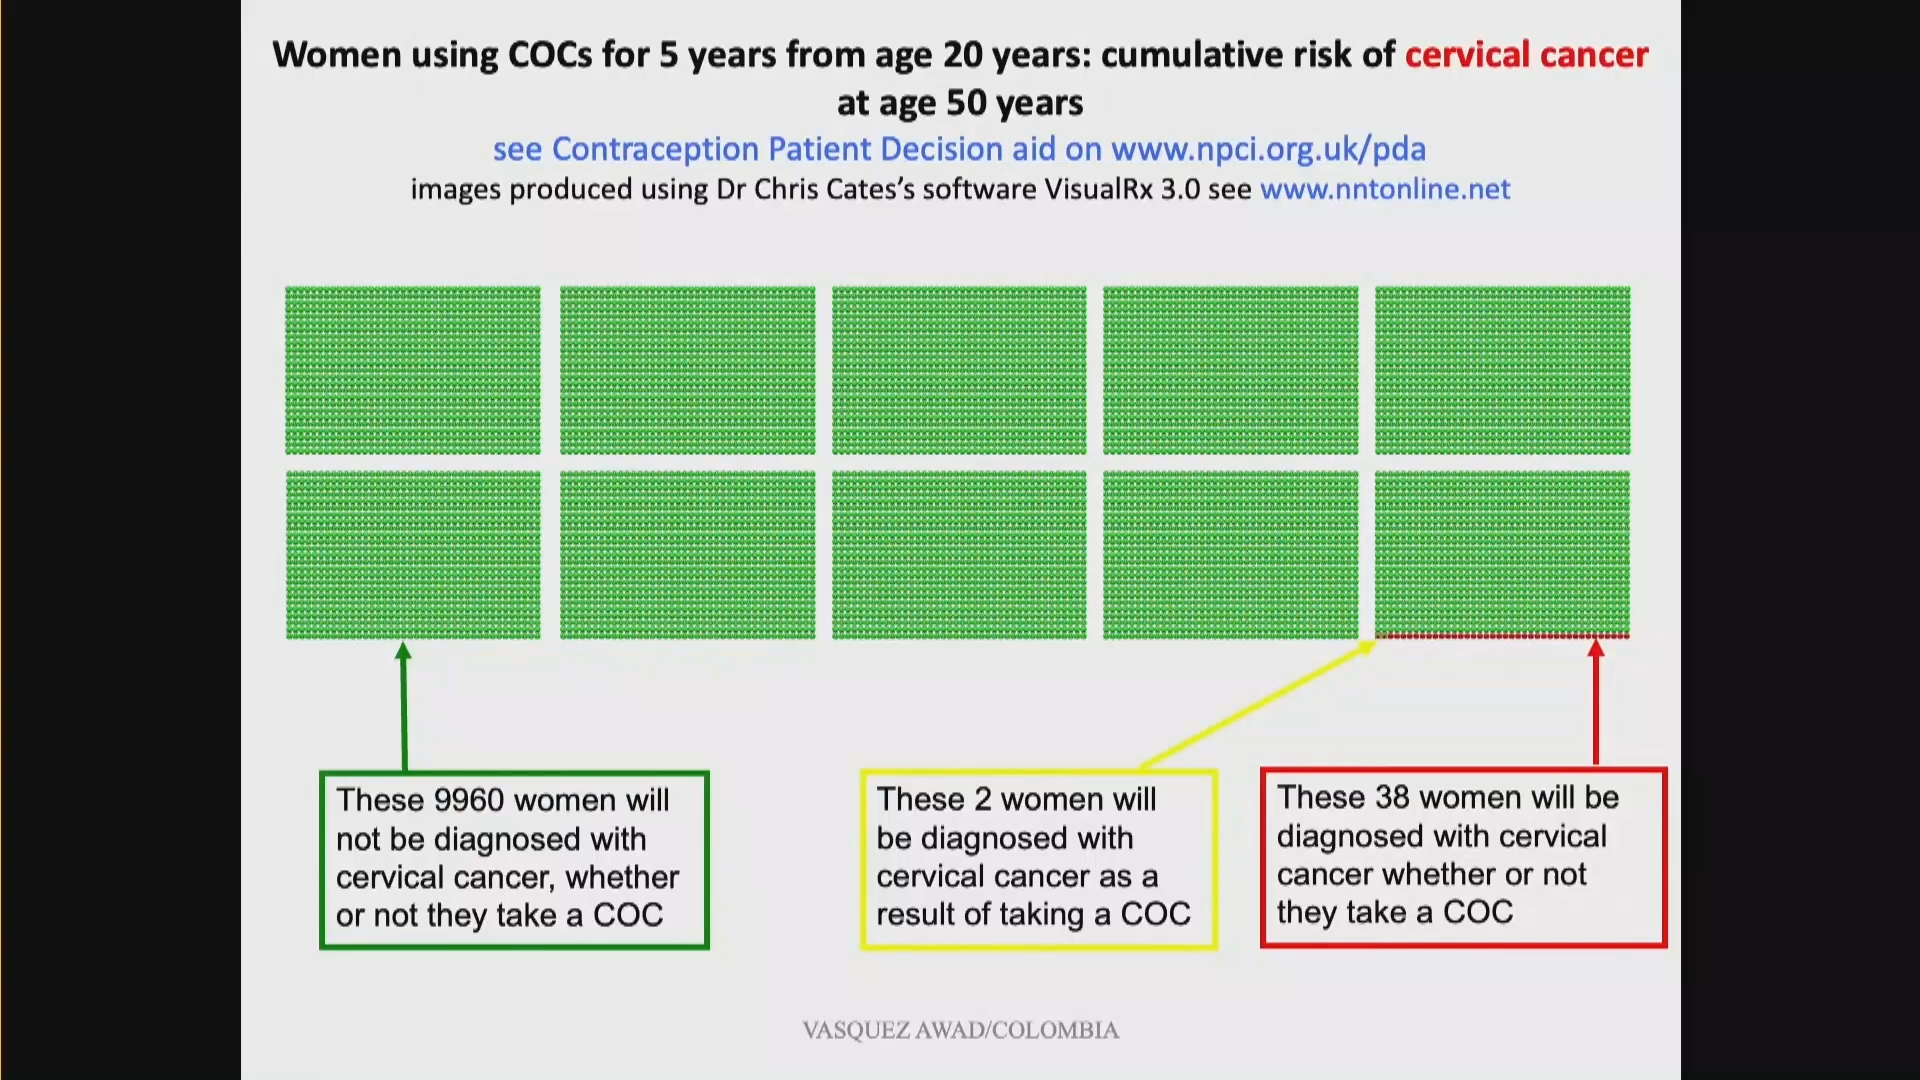 Women using COCs for 5 years from age 20 years: cumulative risk of cervical cancer
at age 50 years
see Contraception Patient Decision aid on www.npci.org.uk/pda
images produced using Dr Chris Cates’s software VisualRx 3.0 see www.nntonline.net
These 9960 women will
not be diagnosed with
cervical cancer, whether
or not they take a COC
These 2 women will
be diagnosed with
cervical cancer as a
result of taking a COC
These 38 women will be
diagnosed with cervical
cancer whether or not
they take a COC
VASQUEZ AWAD/COLOMBIA